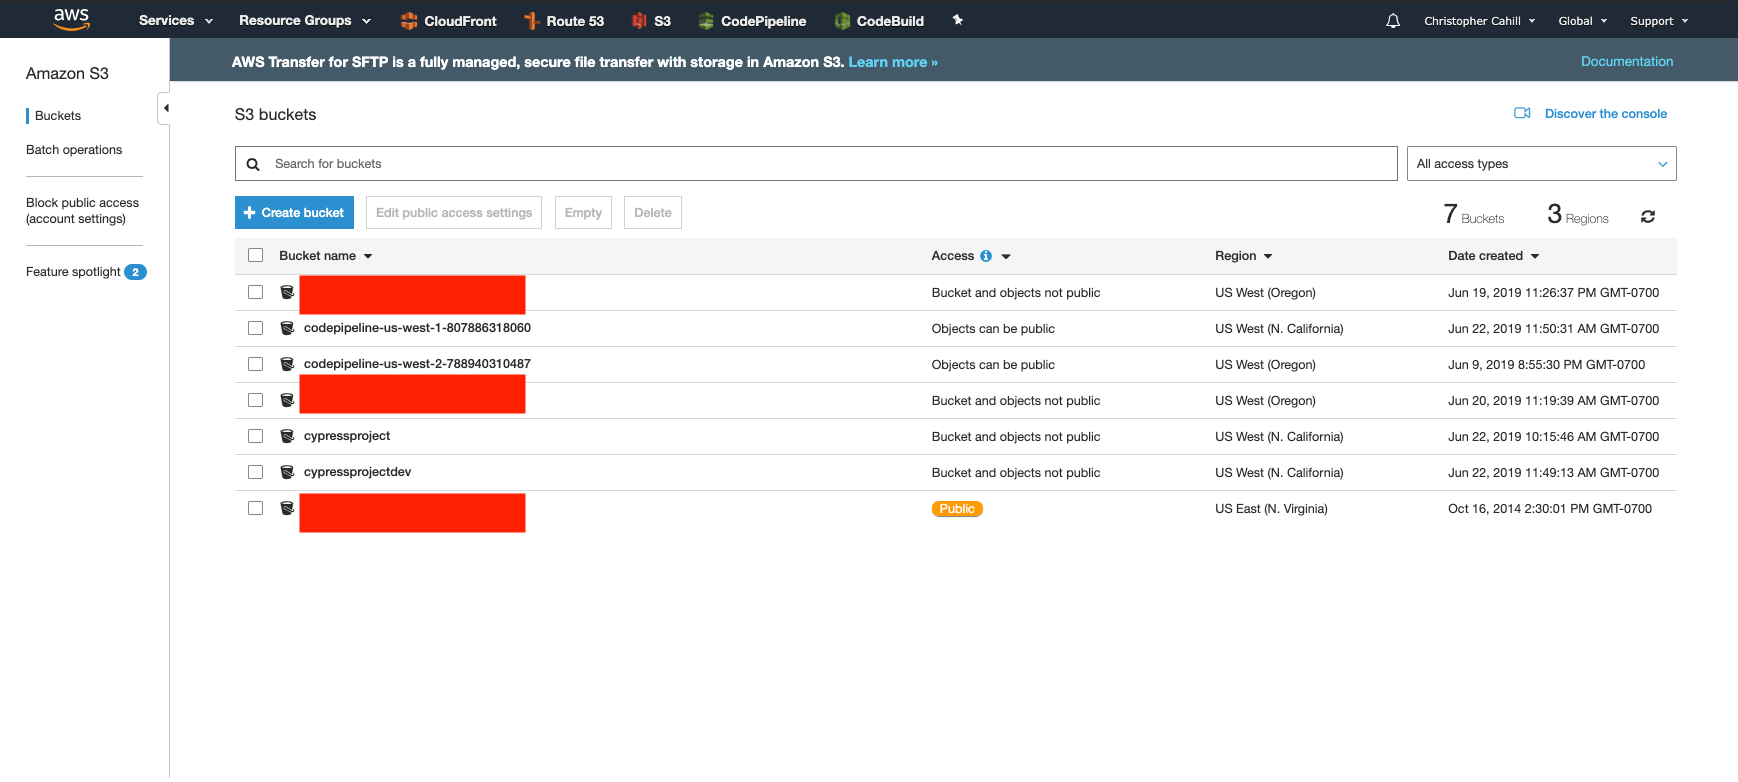 aws Services Resource Groups CloudFront Route 53 S3 CodePipeline CodeBuild Christopher Cahill Global Support
Amazon S3
Buckets
Batch operations
Block public access
(account settings)
Feature spotlight 2
AWS Transfer for SFTP is a fully managed, secure file transfer with storage in Amazon S3. Learn more » Documentation
S3 buckets Discover the console
Search for buckets All access types
Create bucket Edit public access settings Empty Delete 7 Buckets 3 Regions
Bucket name Access Region Date created
Bucket and objects not public US West (Oregon) Jun 19, 2019 11:26:37 PM GMT-0700
codepipeline-us-west-1-807886318060 Objects can be public US West (N. California) Jun 22, 2019 11:50:31 AM GMT-0700
codepipeline-us-west-2-788940310487 Objects can be public US West (Oregon) Jun 9, 2019 8:55:30 PM GMT-0700
Bucket and objects not public US West (Oregon) Jun 20, 2019 11:19:39 AM GMT-0700
cypressproject Bucket and objects not public US West (N. California) Jun 22, 2019 10:15:46 AM GMT-0700
cypressprojectdev Bucket and objects not public US West (N. California) Jun 22, 2019 11:49:13 AM GMT-0700
Public US East (N. Virginia) Oct 16, 2014 2:30:01 PM GMT-0700